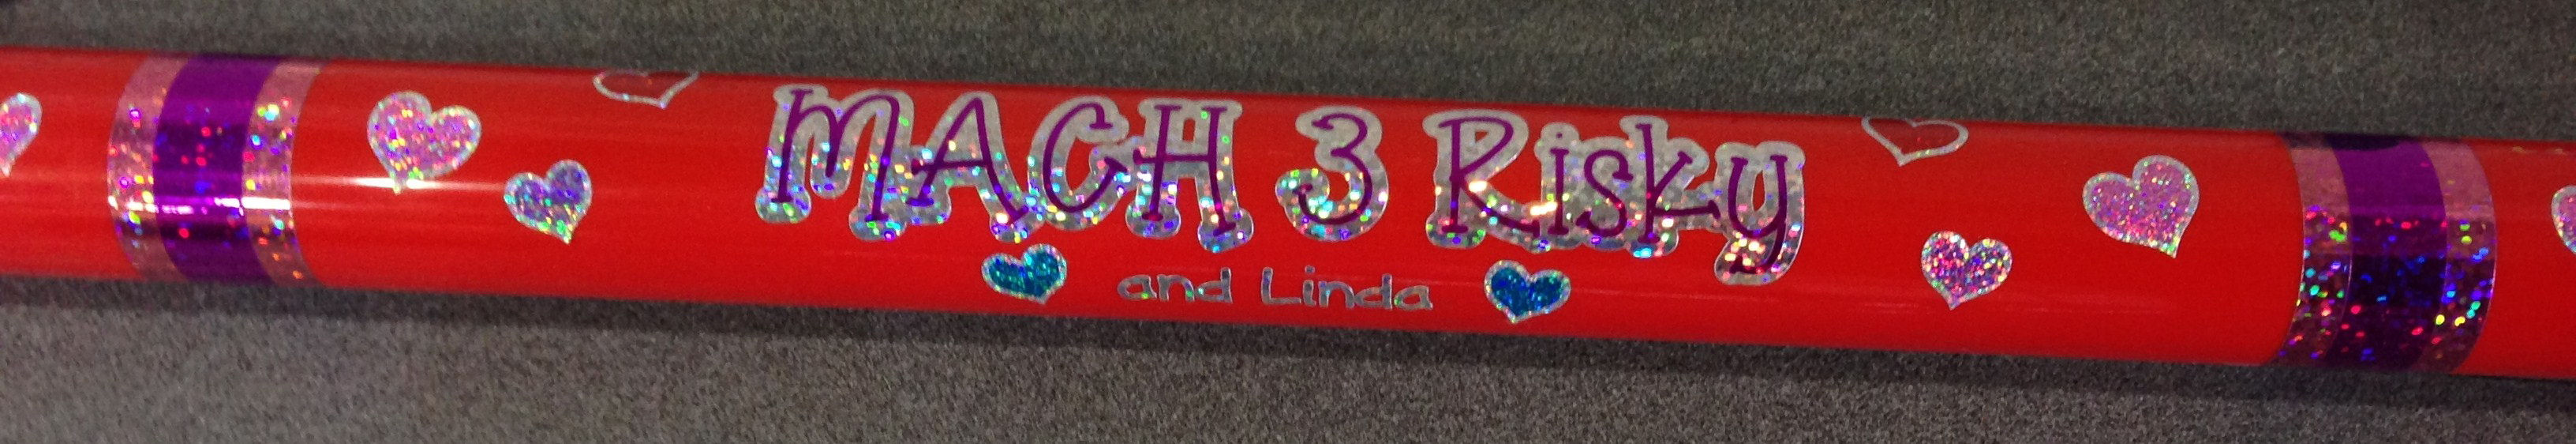 MACH 3 Risky
and Linda